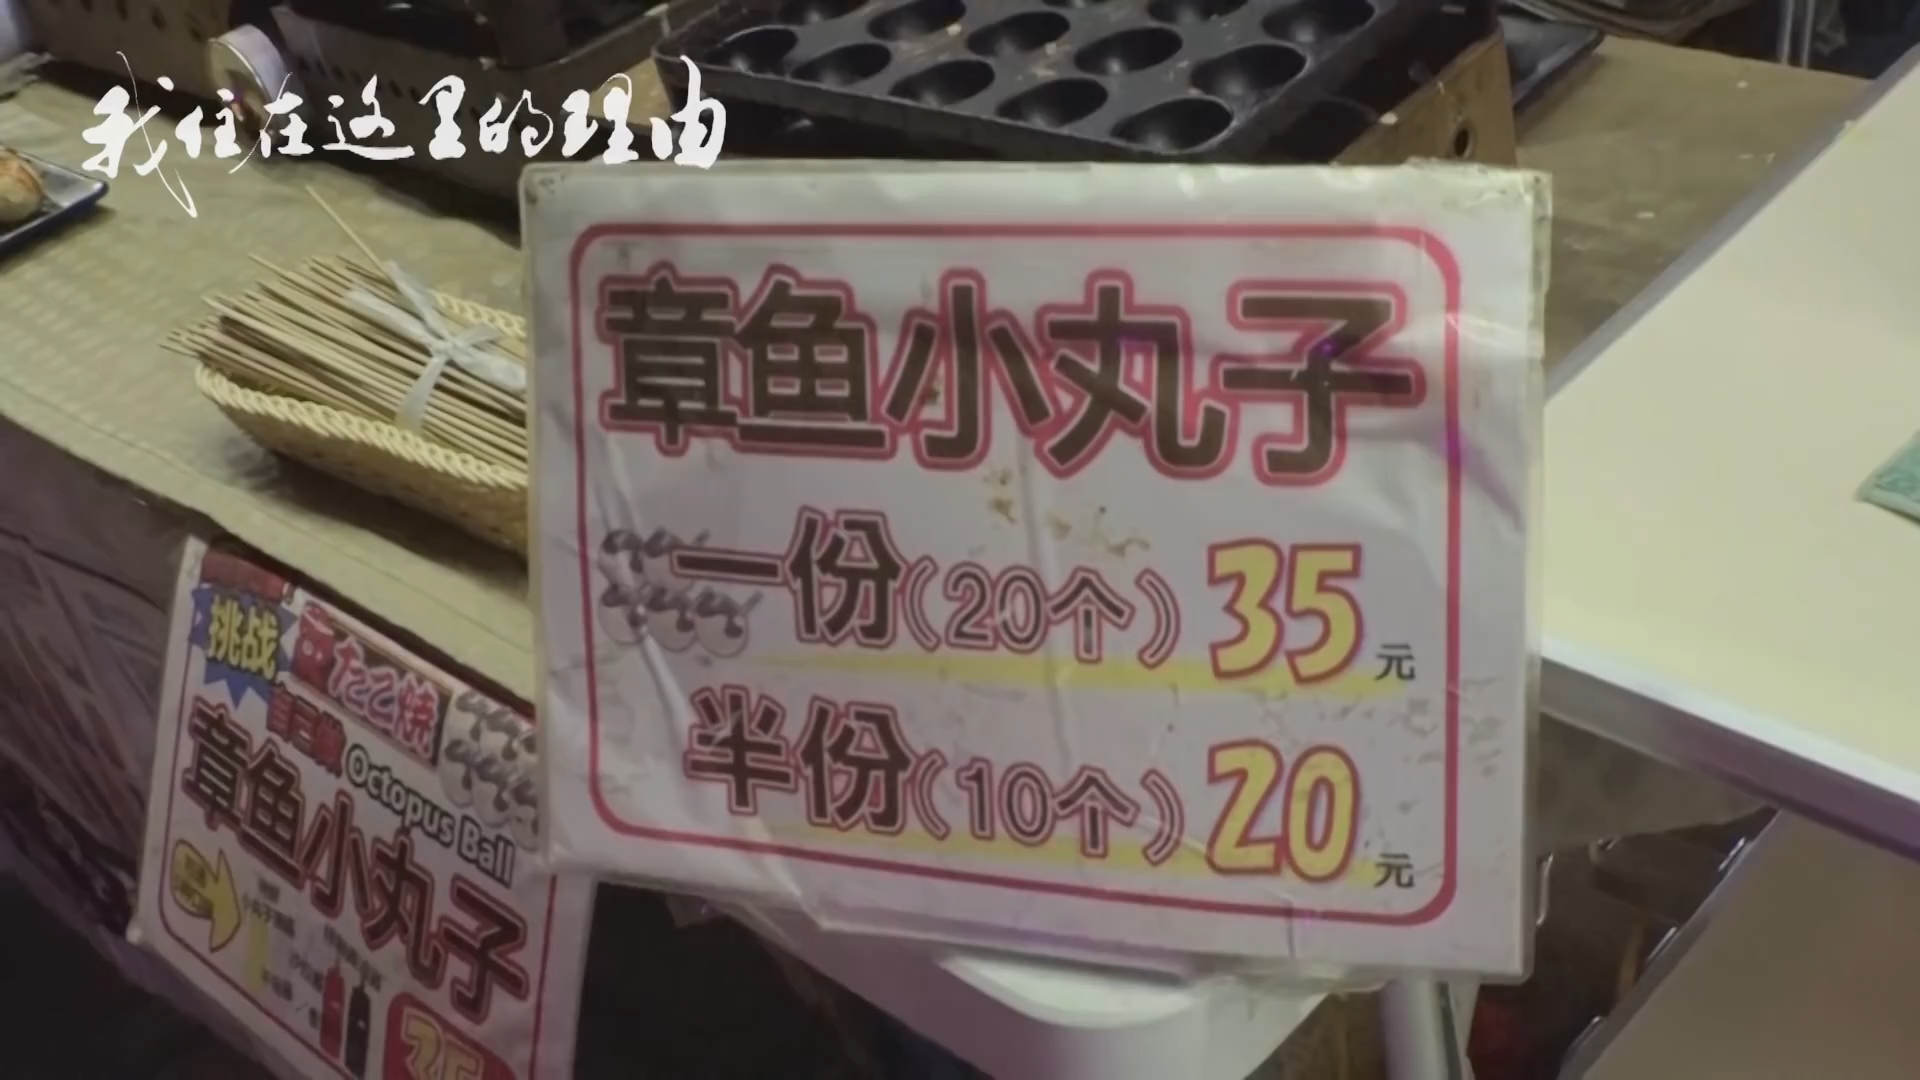 我住在这里的理由
章鱼小丸子
一份(20个)35元
半份(10个)20元
挑战
たこ焼
Octopus Ball
章鱼小丸子